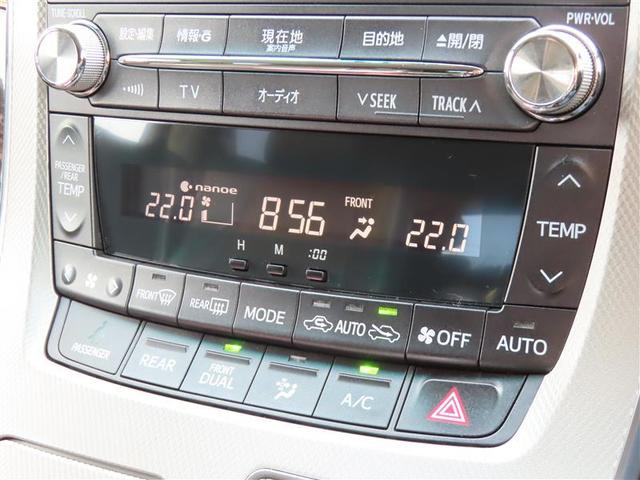 TUNE・SCROLL
PWR・VOL
設定・編集 情報・G 現在地 目的地 ▲開/閉
案内音声
TV オーディオ ∨SEEK TRACK∧
PASSENGER/REAR
TEMP
nanoe
22.0 8:56 FRONT 22.0
H M :00
TEMP
FRONT REAR MODE AUTO OFF AUTO
PASSENGER REAR FRONT DUAL A/C